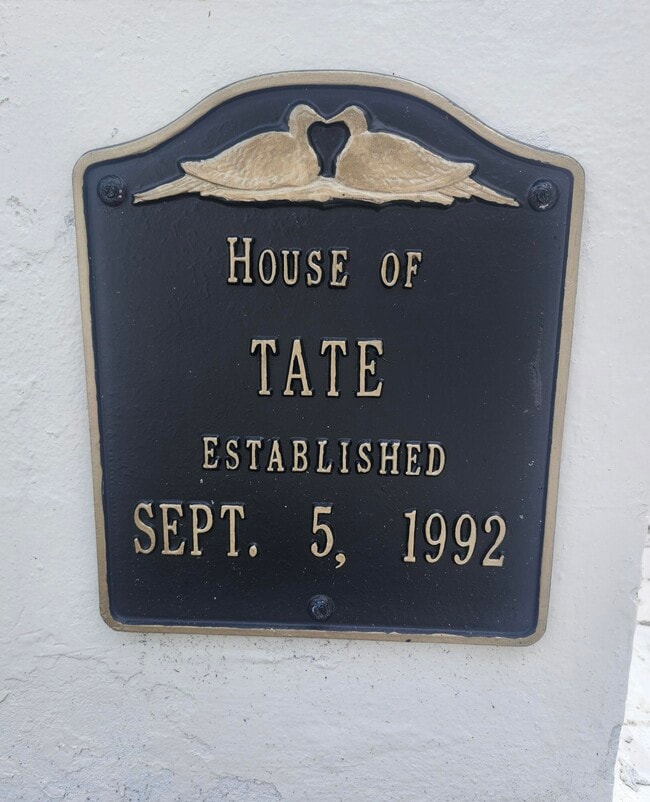 House of
TATE
ESTABLISHED
SEPT. 5, 1992